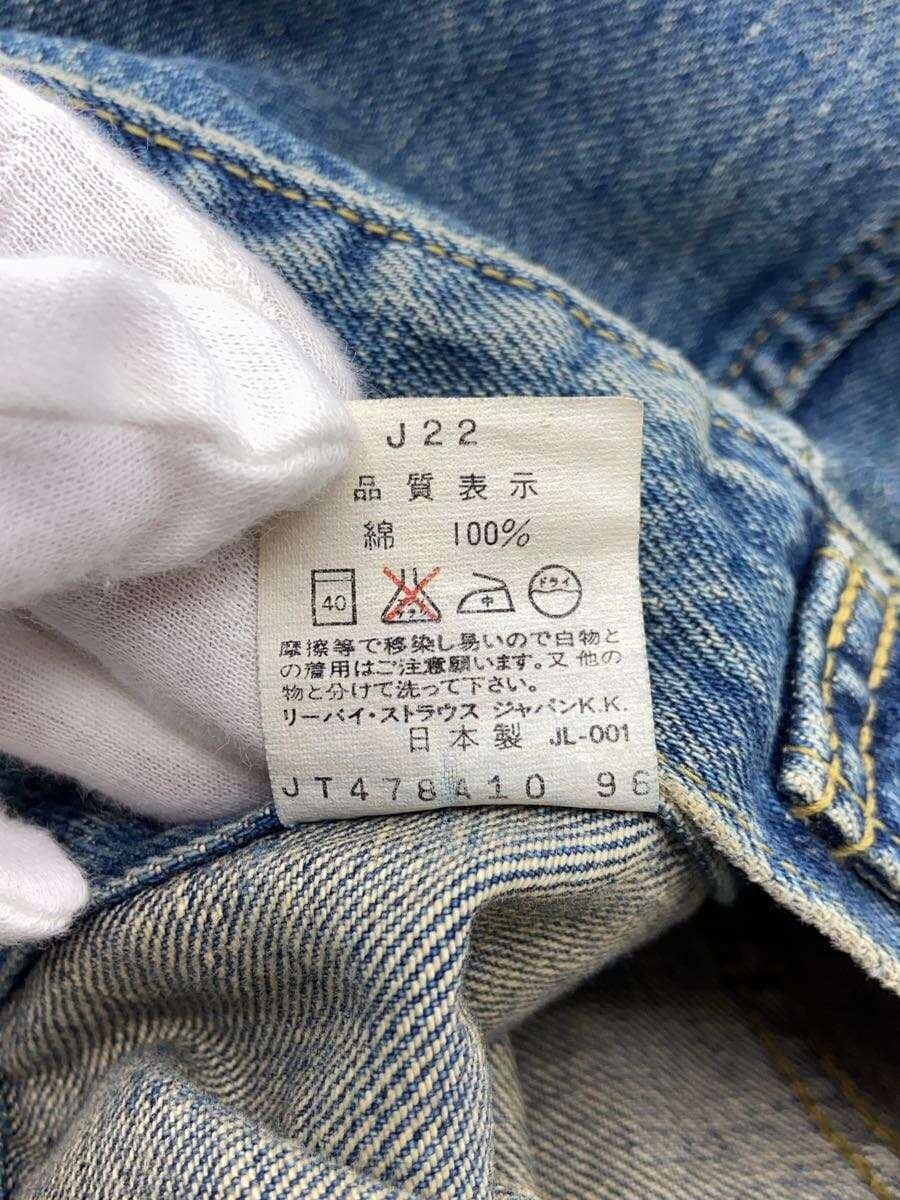 J22
品質表示
綿 100%
40 中 ドライ
摩擦等で移染し易いので白物と
の着用はご注意願います。又他の
物と分けて洗って下さい。
リーバイ・ストラウス ジャパンK.K.
日本製 JL-001
JT478A10 96